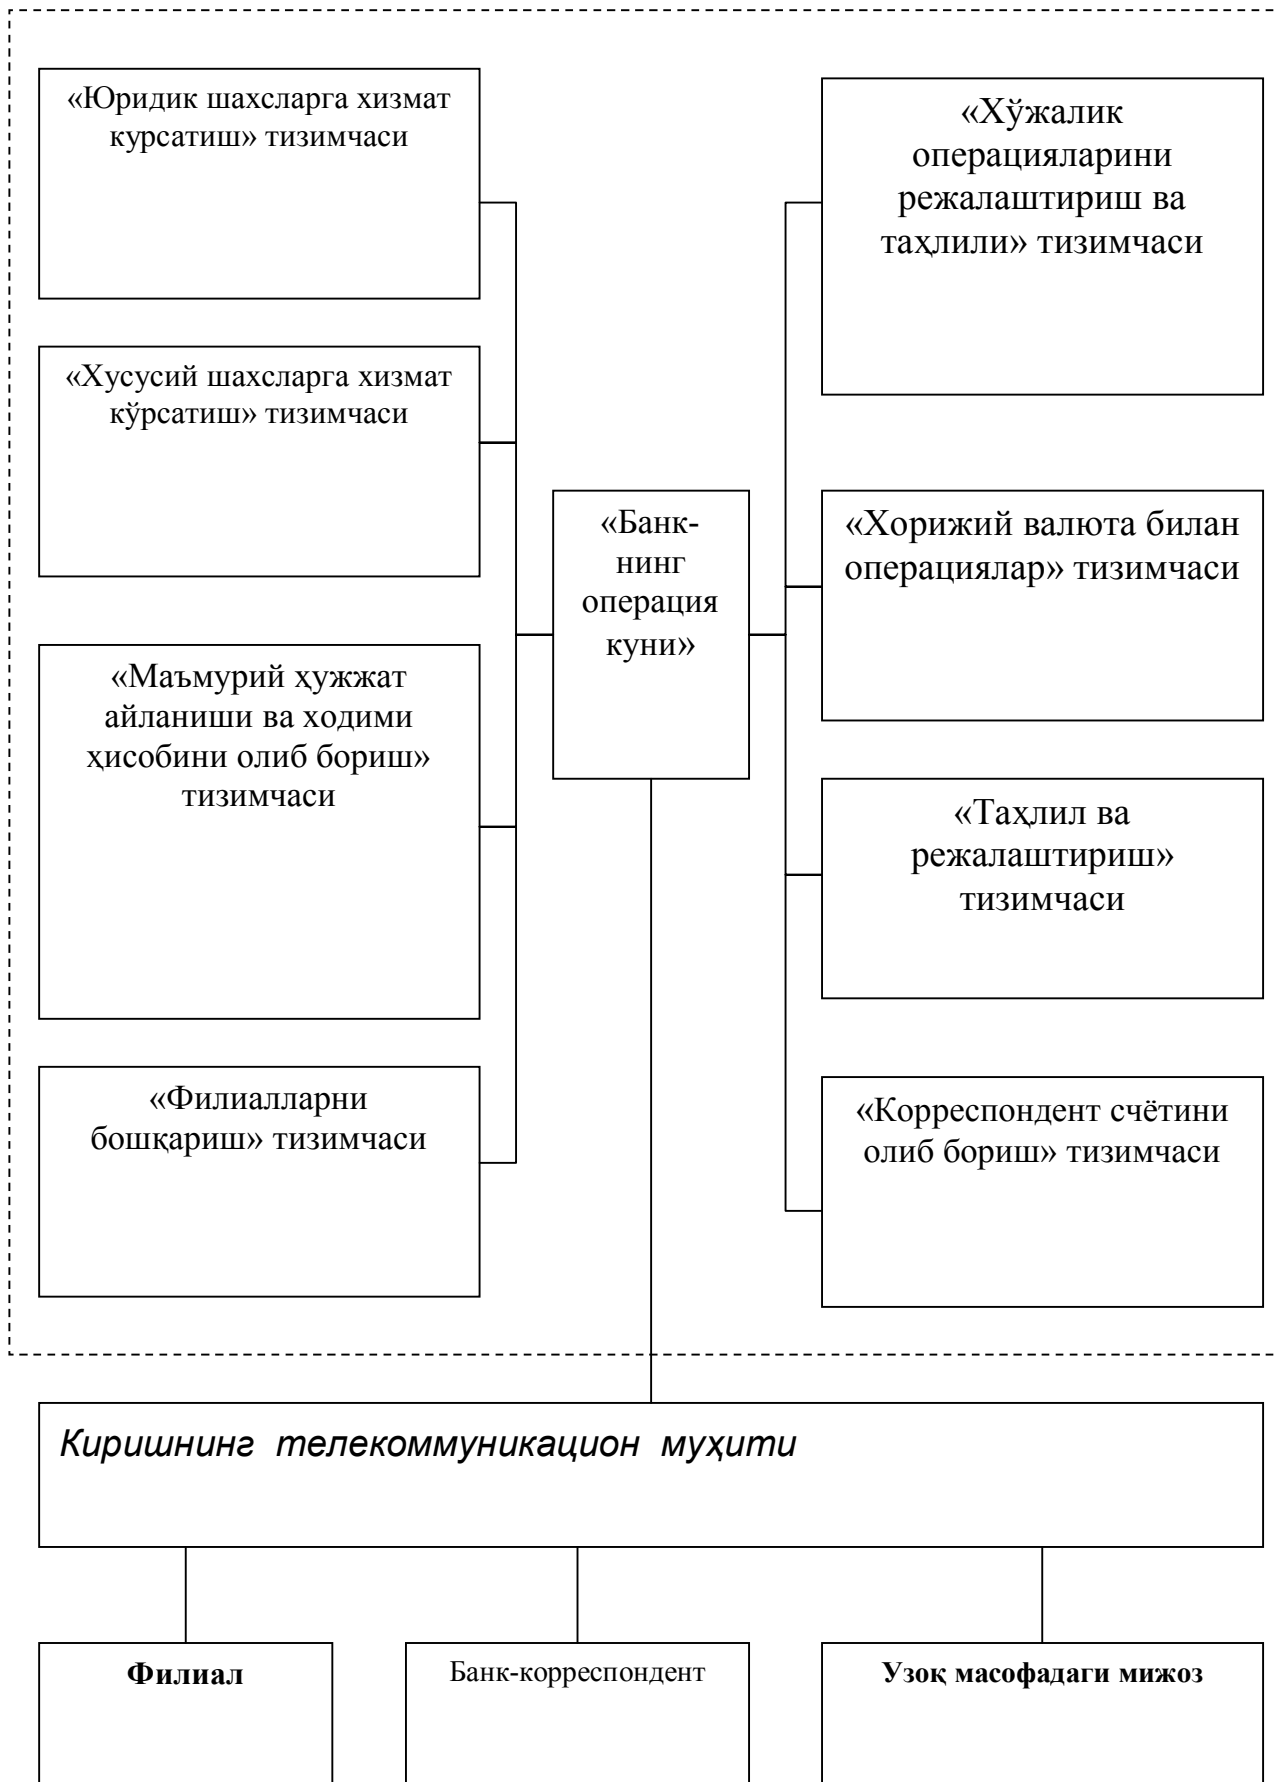 «Юридик шахсларга хизмат
курсатиш» тизимчаси
«Хусусий шахсларга хизмат
кўрсатиш» тизимчаси
«Маъмурий ҳужжат
айланиши ва ходими
ҳисобини олиб бориш»
тизимчаси
«Филиалларни
бошқариш» тизимчаси
«Банк-
нинг
операция
куни»
«Хўжалик
операцияларини
режалаштириш ва
таҳлили» тизимчаси
«Хорижий валюта билан
операциялар» тизимчаси
«Таҳлил ва
режалаштириш»
тизимчаси
«Корреспондент счётини
олиб бориш» тизимчаси
Киришнинг телекоммуникацион муҳити
Филиал
Банк-корреспондент
Узоқ масофадаги мижоз